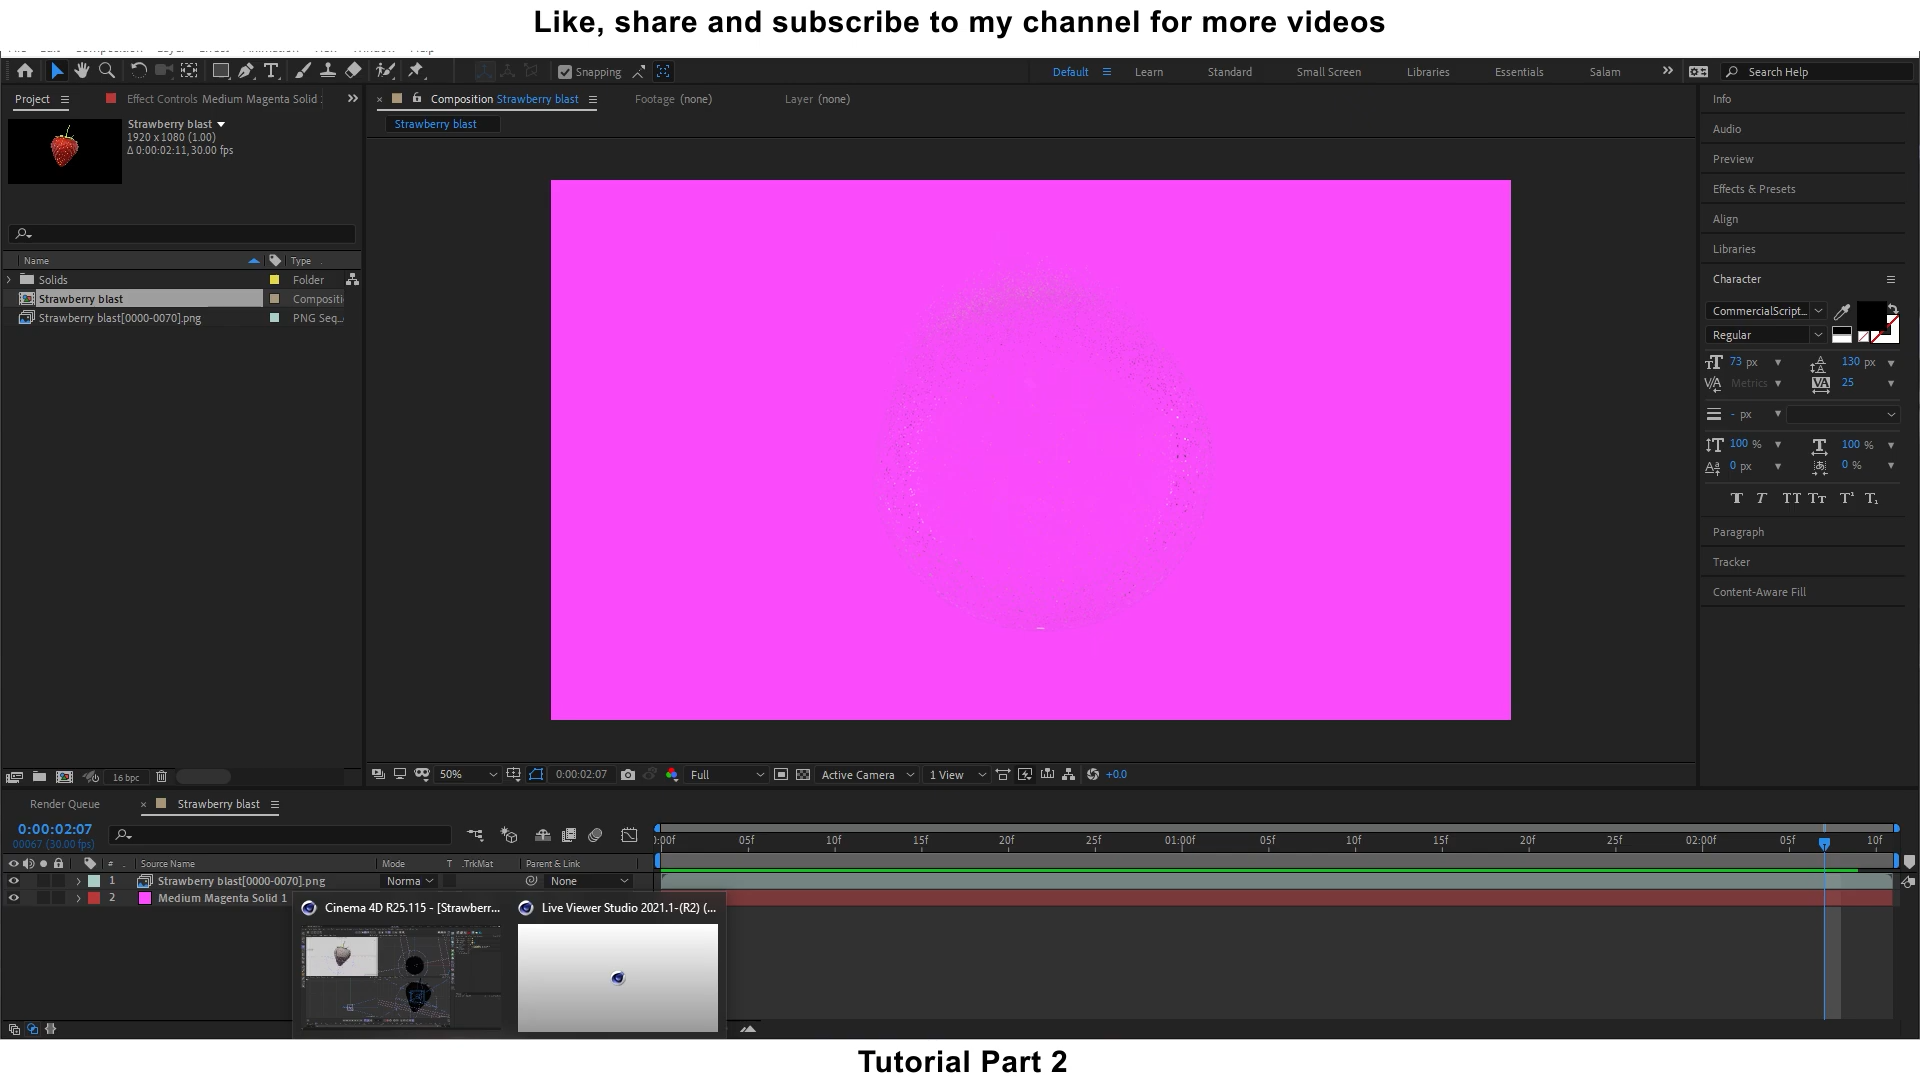 Like, share and subscribe to my channel for more videos
Snapping
Default
Learn
Standard
Small Screen
Libraries
Essentials
Salam
Search Help
Project
Effect Controls Medium Magenta Solid
Composition Strawberry blast
Footage (none)
Layer (none)
Strawberry blast
Strawberry blast
1920 x 1080 (1.00)
Δ 0:00:02:11, 30.00 fps
Name
Type
Solids
Folder
Strawberry blast
Compositi
Strawberry blast[0000-0070].png
PNG Seq...
16 bpc
50%
0:00:02:07
Full
Active Camera
1 View
+0.0
Info
Audio
Preview
Effects & Presets
Align
Libraries
Character
CommercialScript...
Regular
73 px
130 px
Metrics
25
- px
100 %
100 %
0 px
0 %
Paragraph
Tracker
Content-Aware Fill
Render Queue
Strawberry blast
0:00:02:07
00067 (30.00 fps)
# Source Name
Mode
T .TrkMat
Parent & Link
:00f 05f 10f 15f 20f 25f 01:00f 05f 10f 15f 20f 25f 02:00f 05f 10f
1 Strawberry blast[0000-0070].png
Norma
None
2 Medium Magenta Solid 1
Cinema 4D R25.115 - [Strawberr...
Live Viewer Studio 2021.1-(R2) (...
Tutorial Part 2